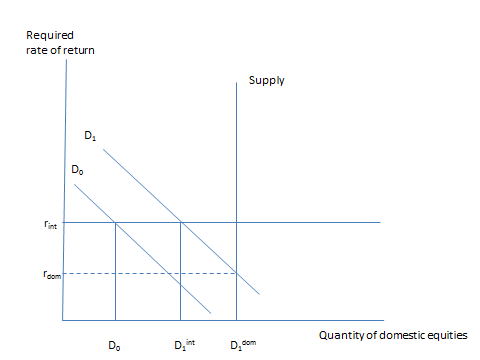 Required
rate of return
Supply
D₁
D₀
rint
rdom
Quantity of domestic equities
D₀
D₁ⁱⁿᵗ
D₁ᵈᵒᵐ